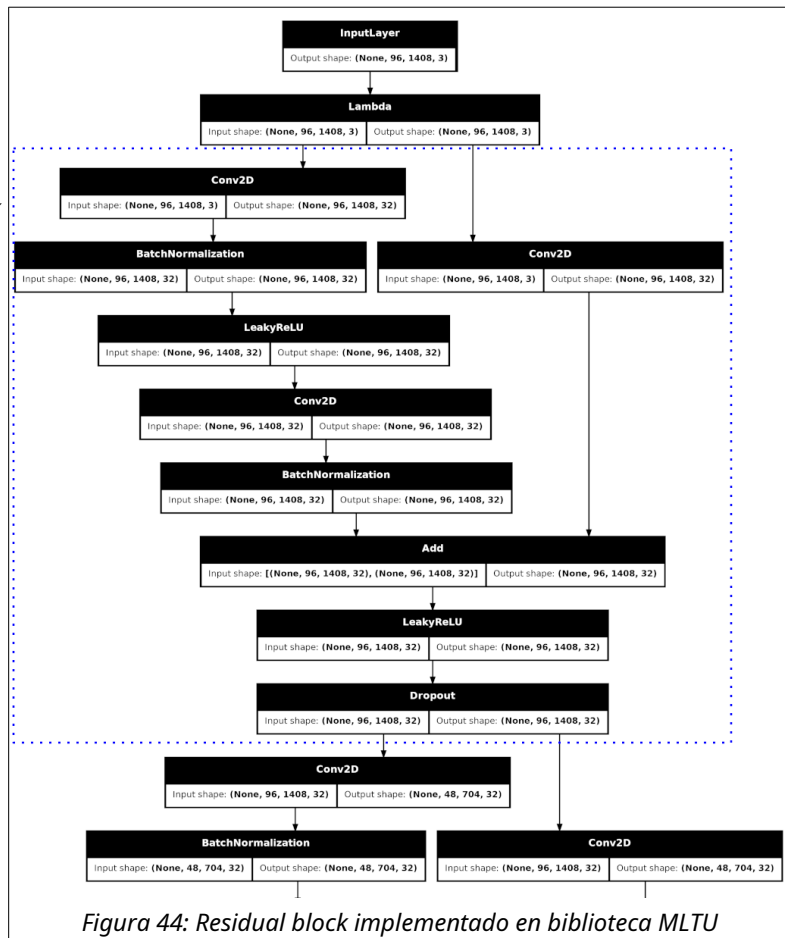 InputLayer
Output shape: (None, 96, 1408, 3)
Lambda
Input shape: (None, 96, 1408, 3) Output shape: (None, 96, 1408, 3)
Conv2D
Input shape: (None, 96, 1408, 3) Output shape: (None, 96, 1408, 32)
BatchNormalization Conv2D
Input shape: (None, 96, 1408, 32) Output shape: (None, 96, 1408, 32) Input shape: (None, 96, 1408, 3) Output shape: (None, 96, 1408, 32)
LeakyReLU
Input shape: (None, 96, 1408, 32) Output shape: (None, 96, 1408, 32)
Conv2D
Input shape: (None, 96, 1408, 32) Output shape: (None, 96, 1408, 32)
BatchNormalization
Input shape: (None, 96, 1408, 32) Output shape: (None, 96, 1408, 32)
Add
Input shape: [(None, 96, 1408, 32), (None, 96, 1408, 32)] Output shape: (None, 96, 1408, 32)
LeakyReLU
Input shape: (None, 96, 1408, 32) Output shape: (None, 96, 1408, 32)
Dropout
Input shape: (None, 96, 1408, 32) Output shape: (None, 96, 1408, 32)
Conv2D
Input shape: (None, 96, 1408, 32) Output shape: (None, 48, 704, 32)
BatchNormalization Conv2D
Input shape: (None, 48, 704, 32) Output shape: (None, 48, 704, 32) Input shape: (None, 96, 1408, 32) Output shape: (None, 48, 704, 32)
Figura 44: Residual block implementado en biblioteca MLTU